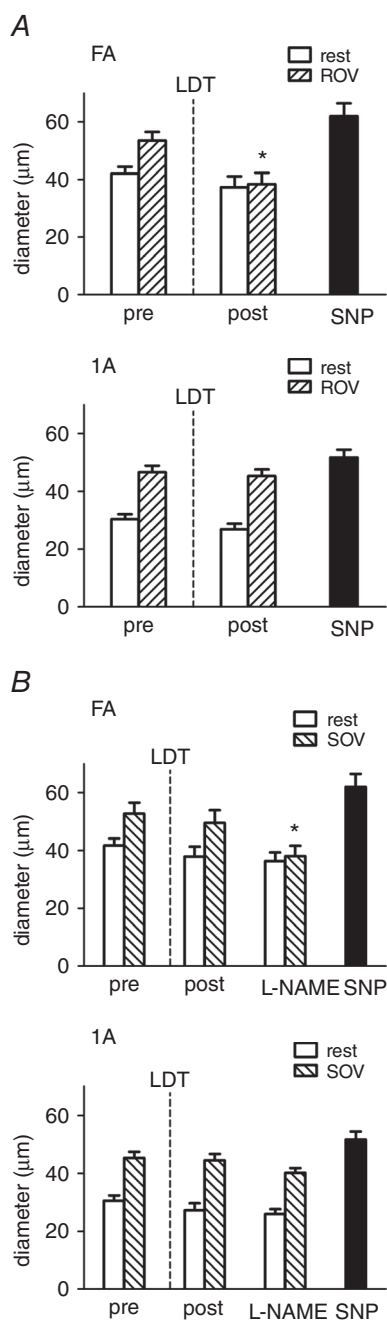 A
FA
rest
ROV
LDT
60
40
20
0
diameter (μm)
*
pre
post
SNP
1A
rest
ROV
LDT
60
40
20
0
diameter (μm)
pre
post
SNP
B
FA
rest
SOV
LDT
60
40
20
0
diameter (μm)
*
pre
post
L-NAME
SNP
1A
rest
SOV
LDT
60
40
20
0
diameter (μm)
pre
post
L-NAME
SNP